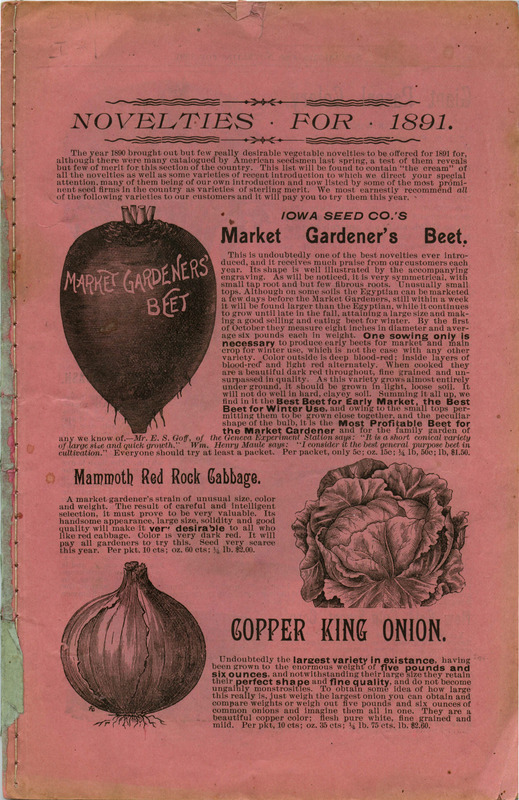 NOVELTIES · FOR · 1891.
The year 1890 brought out but few really desirable vegetable novelties to be offered for 1891 for,
although there were many catalogued by American seedsmen last spring, a test of them reveals
but few of merit for this section of the country. This list will be found to contain "the cream" of
all the novelties as well as some varieties of recent introduction to which we direct your special
attention, many of them being of our own introduction and now listed by some of the most promi-
nent seed firms in the country as varieties of sterling merit. We most earnestly recommend all
of the following varieties to our customers and it will pay you to try them this year.
MARKET GARDENERS'
BEET
IOWA SEED CO.'S
Market Gardener's Beet.
This is undoubtedly one of the best novelties ever intro-
duced, and it receives much praise from our customers each
year. Its shape is well illustrated by the accompanying
engraving. As will be noticed, it is very symmetrical, with
small tap root and but few fibrous roots. Unusually small
tops. Although on some soils the Egyptian can be marketed
a few days before the Market Gardeners, still within a week
it will be found larger than the Egyptian, while it continues
to grow until late in the fall, attaining a large size and mak-
ing a good selling and eating beet for winter. By the first
of October they measure eight inches in diameter and aver-
age six pounds each in weight. One sowing only is
necessary to produce early beets for market and main
crop for winter use, which is not the case with any other
variety. Color outside is deep blood-red; inside layers of
blood-red and light red alternately. When cooked they
are a beautiful dark red throughout, fine grained and un-
surpassed in quality. As this variety grows almost entirely
under ground, it should be grown in light, loose soil. It
will not do well in hard, clayey soil. Summing it all up, we
find in it the Best Beet for Early Market, the Best
Beet for Winter Use, and owing to the small tops per-
mitting them to be grown close together, and the peculiar
shape of the bulb, it is the Most Profitable Beet for
the Market Gardener and for the family garden of
any we know of.—Mr. E. S. Goff, of the Geneva Experiment Station says: "It is a short conical variety
of large size and quick growth." Wm. Henry Maule says: "I consider it the best general purpose beet in
cultivation." Everyone should try at least a packet. Per packet, only 5c; oz. 15c; ¼ lb, 50c; lb, $1.50.
Mammoth Red Rock Cabbage.
A market gardener's strain of unusual size, color
and weight. The result of careful and intelligent
selection, it must prove to be very valuable. Its
handsome appearance, large size, solidity and good
quality will make it very desirable to all who
like red cabbage. Color is very dark red. It will
pay all gardeners to try this. Seed very scarce
this year. Per pkt. 10 cts; oz. 60 cts; ¼ lb. $2.00.
COPPER KING ONION.
Undoubtedly the largest variety in existance, having
been grown to the enormous weight of five pounds and
six ounces, and notwithstanding their large size they retain
their perfect shape and fine quality, and do not become
ungainly monstrosities. To obtain some idea of how large
this really is, just weigh the largest onion you can obtain and
compare weights or weigh out five pounds and six ounces of
common onions and imagine them all in one. They are a
beautiful copper color; flesh pure white, fine grained and
mild. Per pkt, 10 cts; oz. 35 cts; ¼ lb. 75 cts, lb. $2.60.